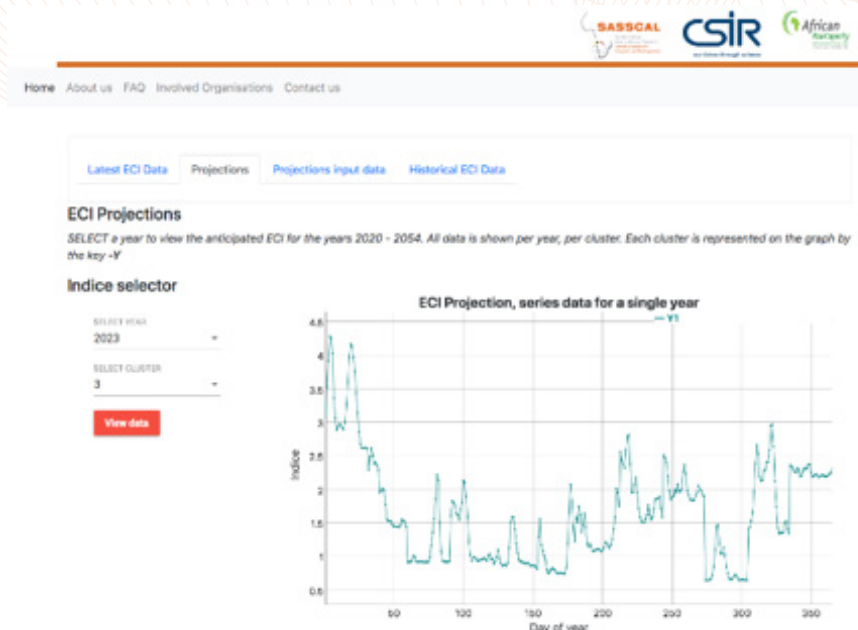 SASSCAL
CSIR
African
Home About us FAQ Involved Organisations Contact us
Latest ECI Data Projections Projections input data Historical ECI Data
ECI Projections
SELECT a year to view the anticipated ECI for the years 2020 - 2054. All data is shown per year, per cluster. Each cluster is represented on the graph by
the key -Y
Indice selector
SELECT YEAR
2023
SELECT CLUSTER
3
View data
ECI Projection, series data for a single year
Y1
4.5
4
3.5
3
2.5
2
1.5
1
0.5
Indice
50 100 150 200 250 300 350
Day of year